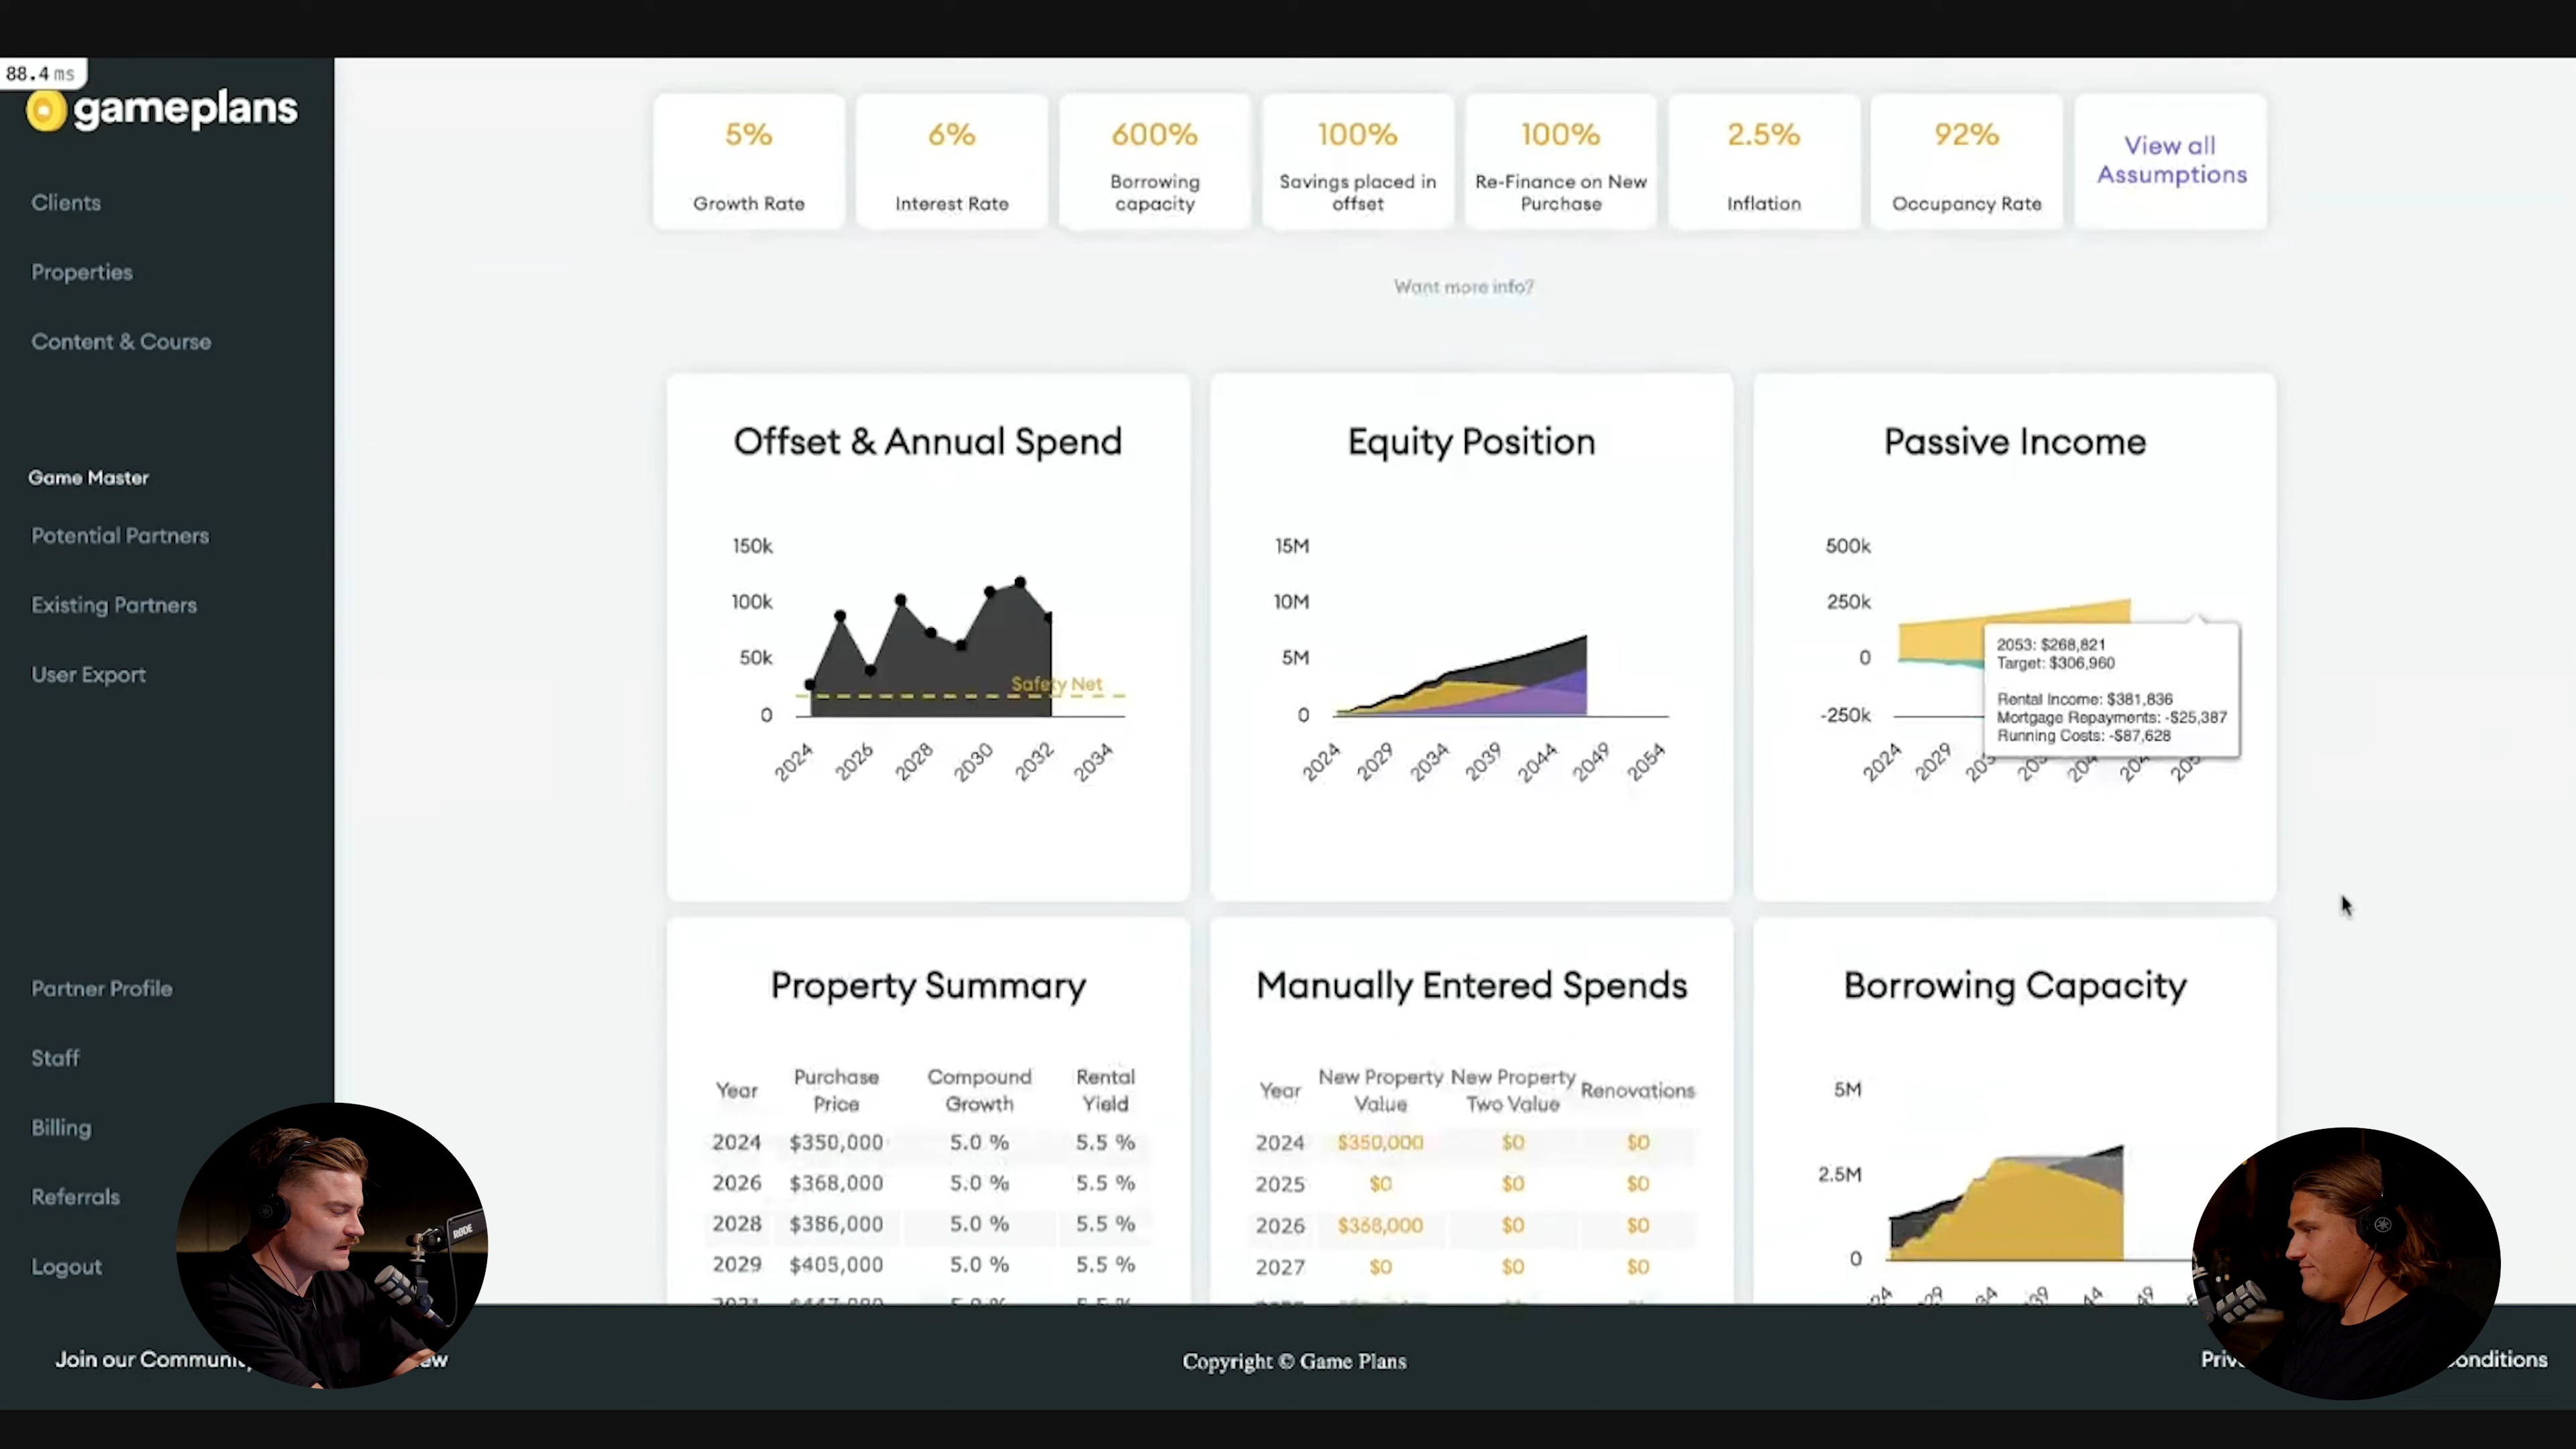 88.4 ms
gameplans
Clients
Properties
Content & Course
Game Master
Potential Partners
Existing Partners
User Export
Partner Profile
Staff
Billing
Referrals
Logout
5%
Growth Rate
6%
Interest Rate
600%
Borrowing
capacity
100%
Savings placed in
offset
100%
Re-Finance on New
Purchase
2.5%
Inflation
92%
Occupancy Rate
View all
Assumptions
Want more info?
Offset & Annual Spend
150k
100k
50k
0
Safety Net
2024 2026 2028 2030 2032 2034
Equity Position
15M
10M
5M
0
2024 2029 2034 2039 2044 2049 2054
Passive Income
500k
250k
0
-250k
2053: $268,821
Target: $306,960
Rental Income: $381,836
Mortgage Repayments: -$25,387
Running Costs: -$87,628
2024 2029
Property Summary
Year Purchase Price Compound Growth Rental Yield
2024 $350,000 5.0 % 5.5 %
2026 $368,000 5.0 % 5.5 %
2028 $386,000 5.0 % 5.5 %
2029 $405,000 5.0 % 5.5 %
Manually Entered Spends
Year New Property Value New Property Two Value Renovations
2024 $350,000 $0 $0
2025 $0 $0 $0
2026 $368,000 $0 $0
2027 $0 $0 $0
Borrowing Capacity
5M
2.5M
0
RØDE
Join our
Copyright © Game Plans